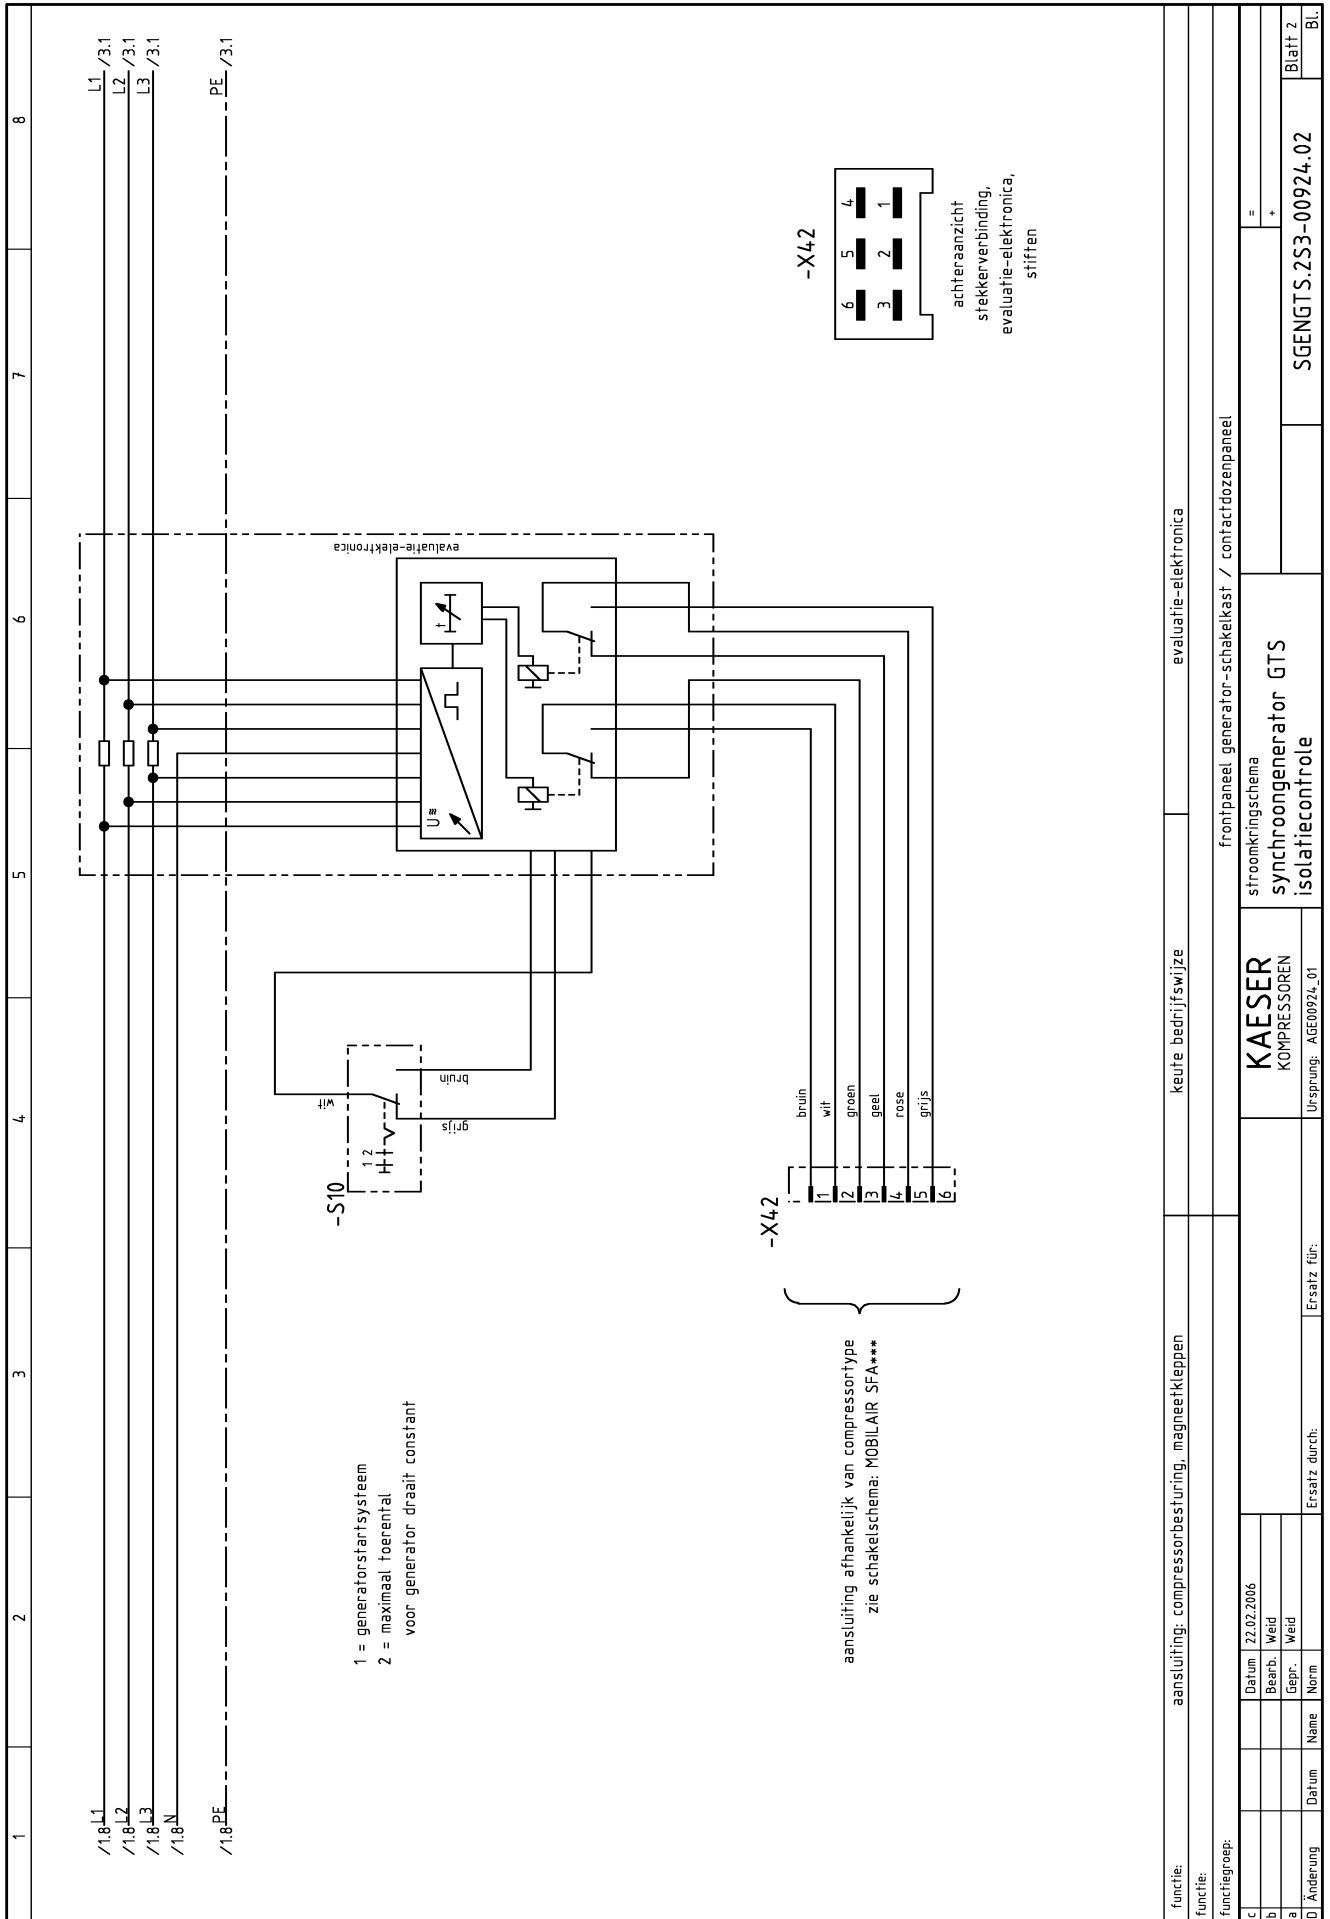 1
2
3
4
5
6
7
8
/1.8 L1
/1.8 L2
/1.8 L3
/1.8 N
/1.8 PE
L1 /3.1
L2 /3.1
L3 /3.1
PE /3.1
evaluatie-elektronica
U
t
-S10
1 2
wit
bruin
grijs
1 = generatorstartsysteem
2 = maximaal toerental
voor generator draait constant
-X42
bruin
wit
groen
geel
rose
grijs
1
2
3
4
5
6
aansluiting afhankelijk van compressortype
zie schakelschema: MOBILAIR SFA***
-X42
6 5 4
3 2 1
achteraanzicht
stekkerverbinding,
evaluatie-elektronica,
stiften
functie: aansluiting: compressorbesturing, magneetkleppen keute bedrijfswijze evaluatie-elektronica
functie:
functiegroep: frontpaneel generator-schakelkast / contactdozenpaneel
c Datum 22.02.2006
b Bearb. Weid
a Gepr. Weid
D Änderung Datum Name Norm
Ersatz durch: Ersatz für:
KAESER
KOMPRESSOREN
Ursprung: AGE00924_01
stroomkringschema
synchroongenerator GTS
isolatiecontrole
=
+
SGENGTS.2S3-00924.02
Blatt 2
Bl.